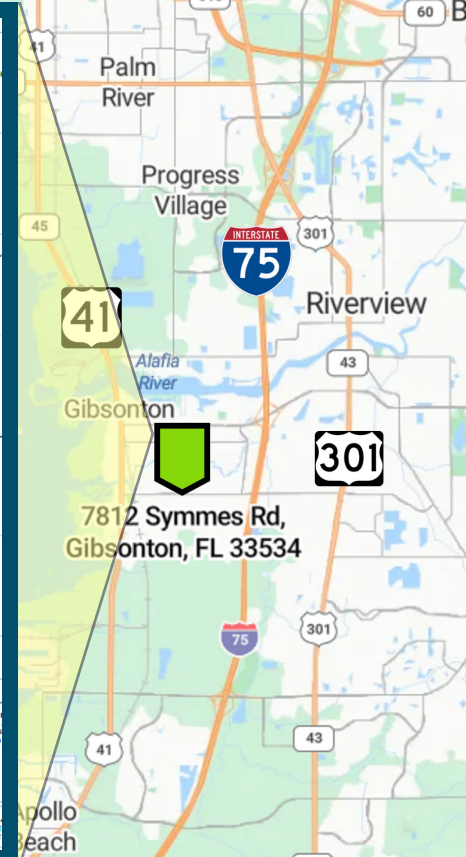 60
B
41
Palm
River
Progress
Village
45
301
INTERSTATE
75
41
Riverview
Alafia
River
43
Gibsonton
301
7812 Symmes Rd,
Gibsonton, FL 33534
75
301
43
41
Apollo
Beach